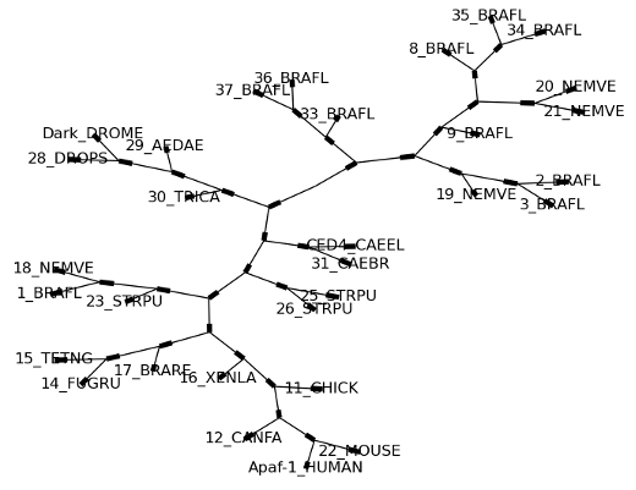 35_BRAFL
34_BRAFL
8_BRAFL
36_BRAFL
37_BRAFL
20_NEMVE
21_NEMVE
33_BRAFL
9_BRAFL
Dark_DROME
29_AEDAE
28_DROPS
30_TRICA
2_BRAFL
19_NEMVE
3_BRAFL
CED4_CAEEL
31_CAEBR
18_NEMVE
1_BRAFL
23_STRPU
25_STRPU
26_STRPU
15_TETNG
17_BRARE
14_FUGRU
16_XENLA
11_CHICK
12_CANFA
22_MOUSE
Apaf-1_HUMAN